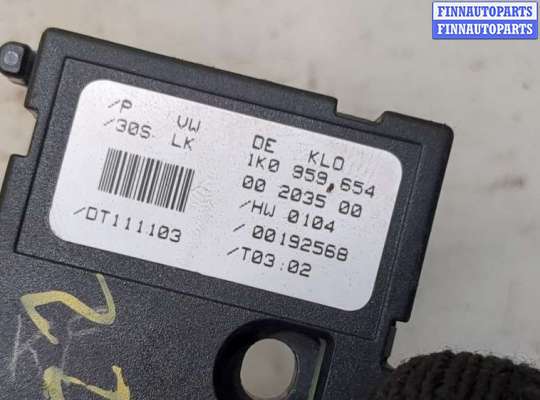 FINNAUTOPARTS
FINNAUTOPARTS
/P VW DE KLO
/30S LK 1K0 959 654
00 2035 00
/HW 0104
/DT111103 /00192568
/T03:02